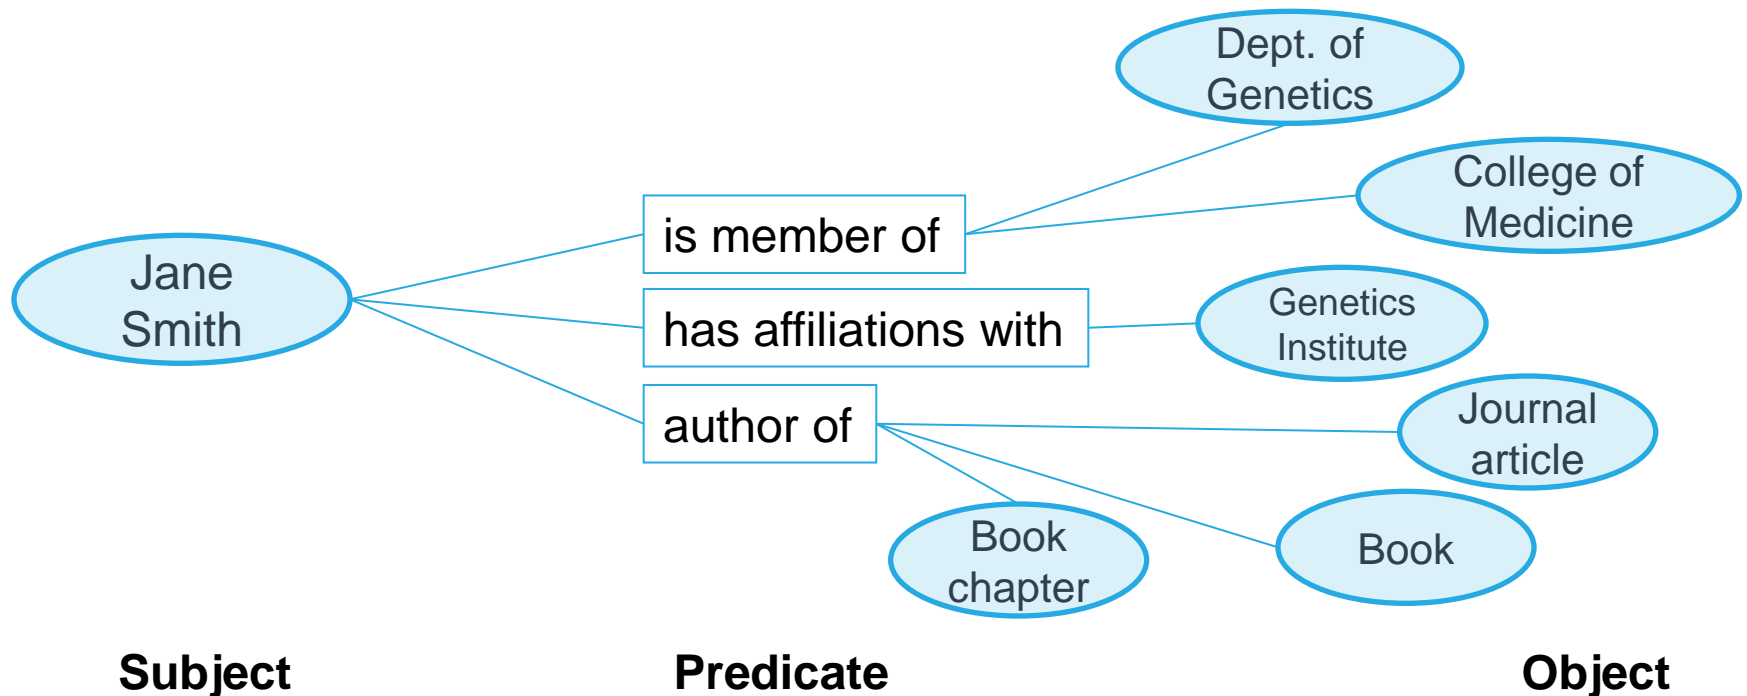 Dept. of
Genetics
College of
Medicine
is member of
Jane
Smith
has affiliations with
Genetics
Institute
author of
Journal
article
Book
chapter
Book
Subject
Predicate
Object